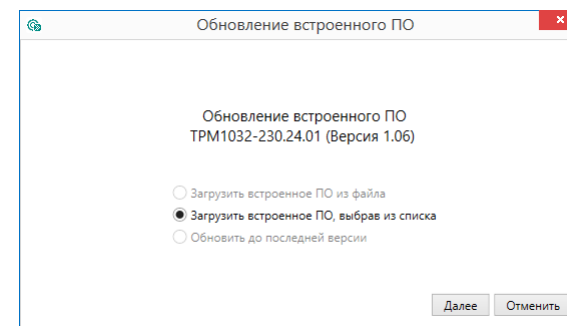 Обновление встроенного ПО
Обновление встроенного ПО
ТРМ1032-230.24.01 (Версия 1.06)
Загрузить встроенное ПО из файла
Загрузить встроенное ПО, выбрав из списка
Обновить до последней версии
Далее
Отменить